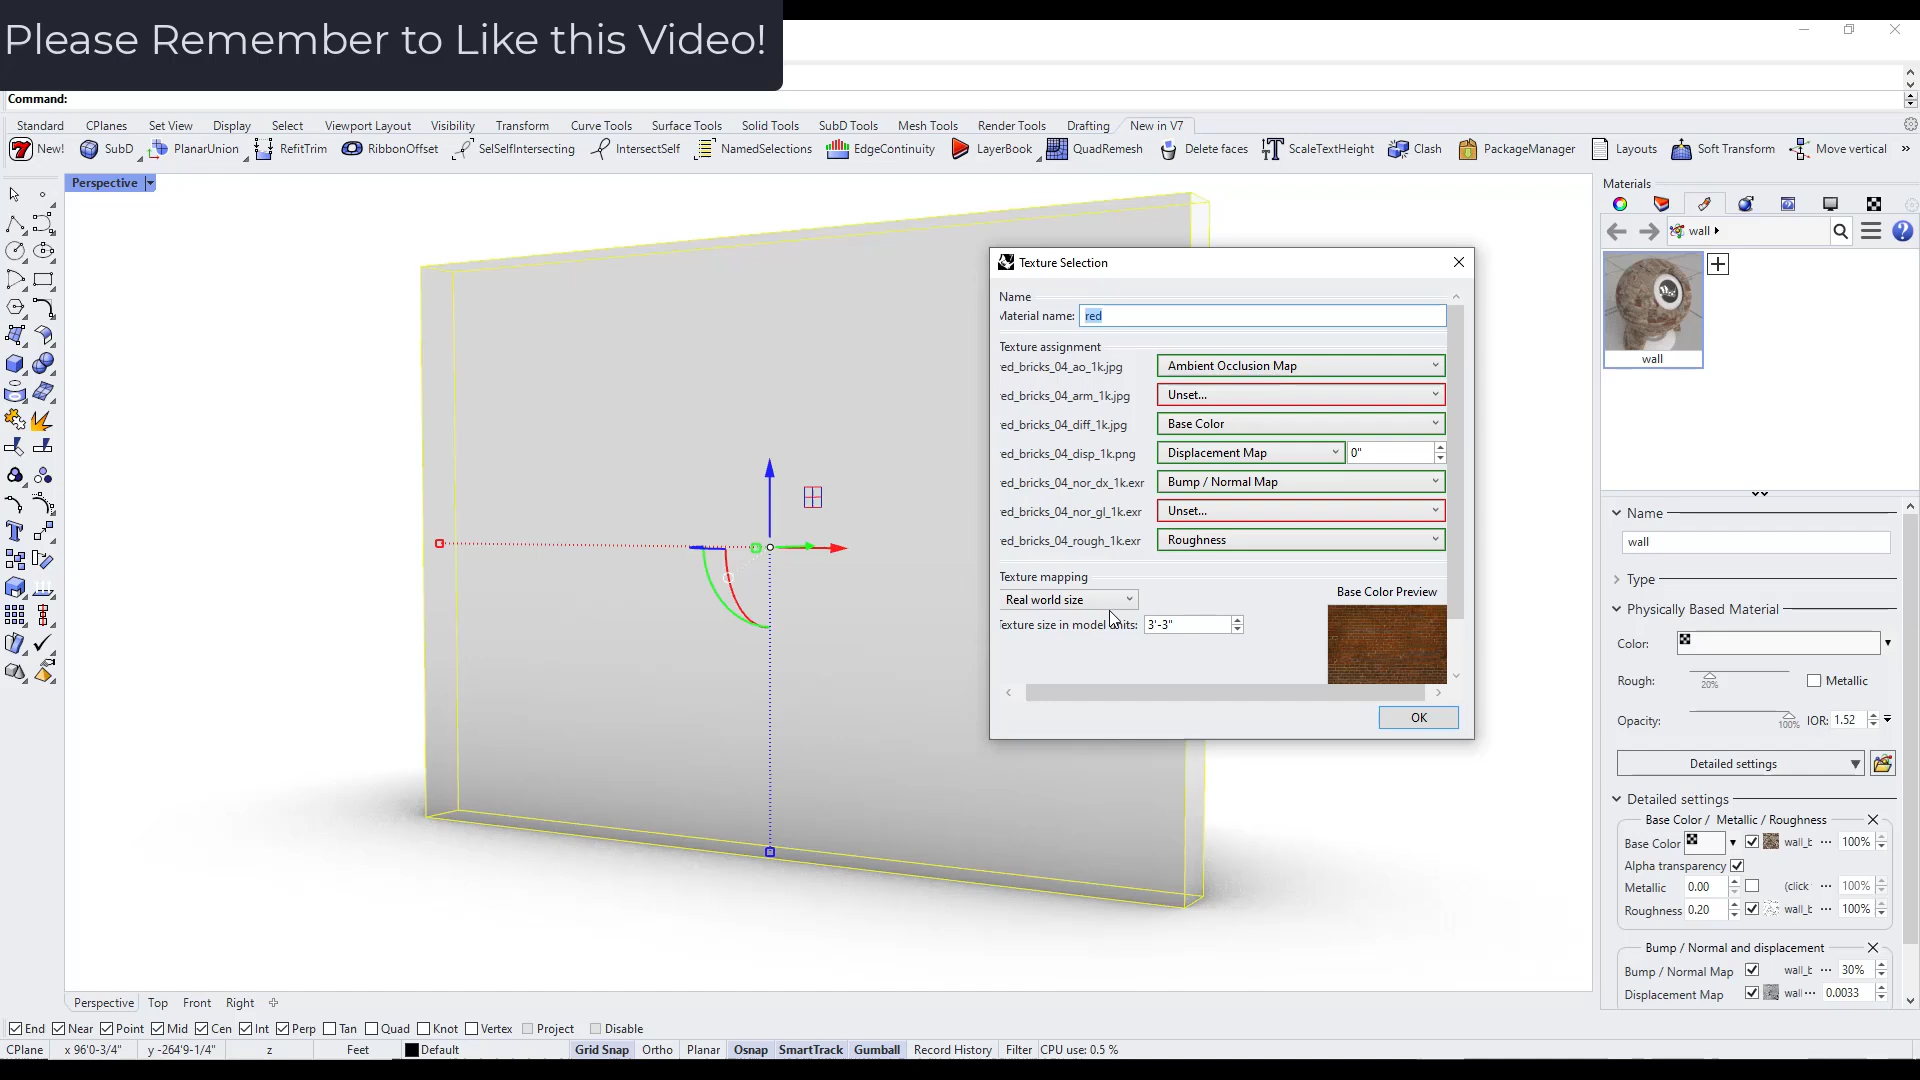 Please Remember to Like this Video!
Command:
Standard CPlanes Set View Display Select Viewport Layout Visibility Transform Curve Tools Surface Tools Solid Tools SubD Tools Mesh Tools Render Tools Drafting New in V7
7 New! SubD PlanarUnion RefitTrim RibbonOffset SelSelfIntersecting IntersectSelf NamedSelections EdgeContinuity LayerBook QuadRemesh Delete faces ScaleTextHeight Clash PackageManager Layouts Soft Transform Move vertical »
Perspective
Materials
wall
wall
Texture Selection
Name
Material name: red
Texture assignment
ed_bricks_04_ao_1k.jpg Ambient Occlusion Map
ed_bricks_04_arm_1k.jpg Unset...
ed_bricks_04_diff_1k.jpg Base Color
ed_bricks_04_disp_1k.png Displacement Map 0"
ed_bricks_04_nor_dx_1k.exr Bump / Normal Map
ed_bricks_04_nor_gl_1k.exr Unset...
ed_bricks_04_rough_1k.exr Roughness
Texture mapping
Real world size
Base Color Preview
Texture size in model units: 3'-3"
OK
Name
wall
Type
Physically Based Material
Color:
Rough: 20% Metallic
Opacity: 100% IOR: 1.52
Detailed settings
Detailed settings
Base Color / Metallic / Roughness
Base Color wall_b ··· 100%
Alpha transparency
Metallic 0.00 (click ··· 100%
Roughness 0.20 wall_b ··· 100%
Bump / Normal and displacement
Bump / Normal Map wall_b ··· 30%
Displacement Map wall ··· 0.0033
Perspective Top Front Right
End Near Point Mid Cen Int Perp Tan Quad Knot Vertex Project Disable
CPlane x 96'0-3/4" y -264'9-1/4" z Feet Default Grid Snap Ortho Planar Osnap SmartTrack Gumball Record History Filter CPU use: 0.5 %